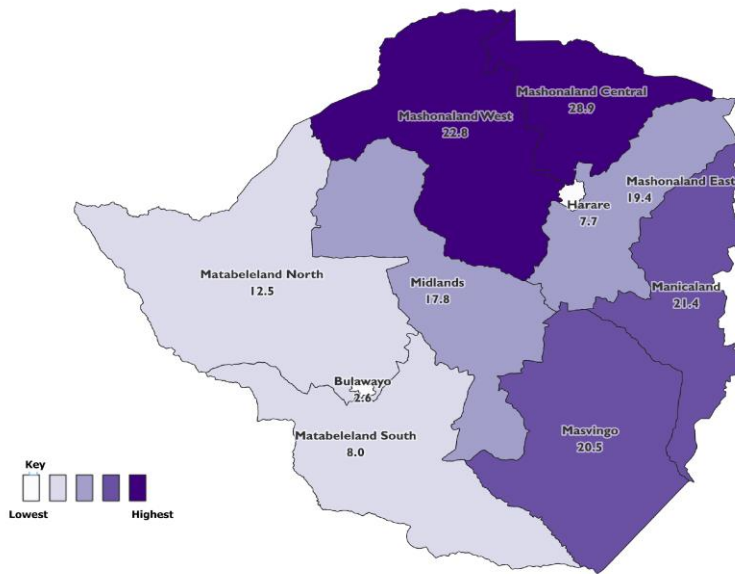 Mashonaland Central
28.9
Mashonaland West
22.8
Mashonaland East
19.4
Harare
7.7
Matabeleland North
12.5
Midlands
17.8
Manicaland
21.4
Bulawayo
2.6
Masvingo
20.5
Matabeleland South
8.0
Key
Lowest
Highest